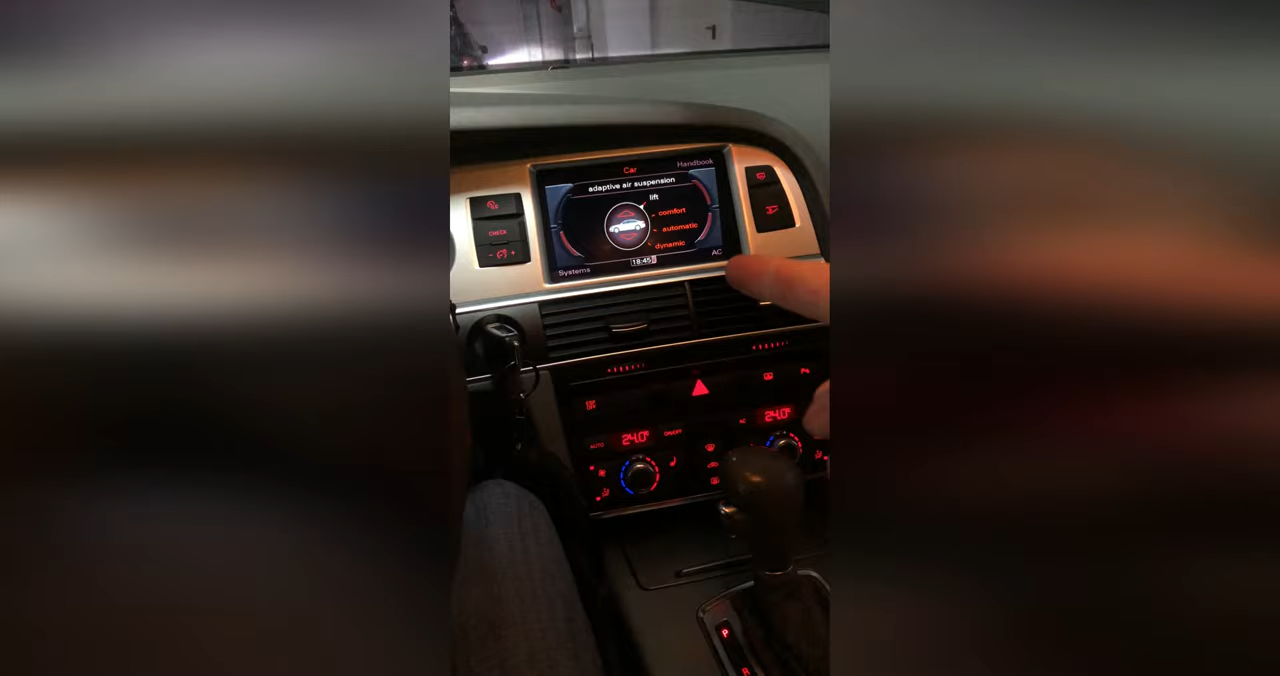 Car
Handbook
adaptive air suspension
lift
comfort
automatic
dynamic
Systems
18:45
AC
CHECK
- +
AC
24.0°
AUTO
24.0°
ON/OFF
P
R